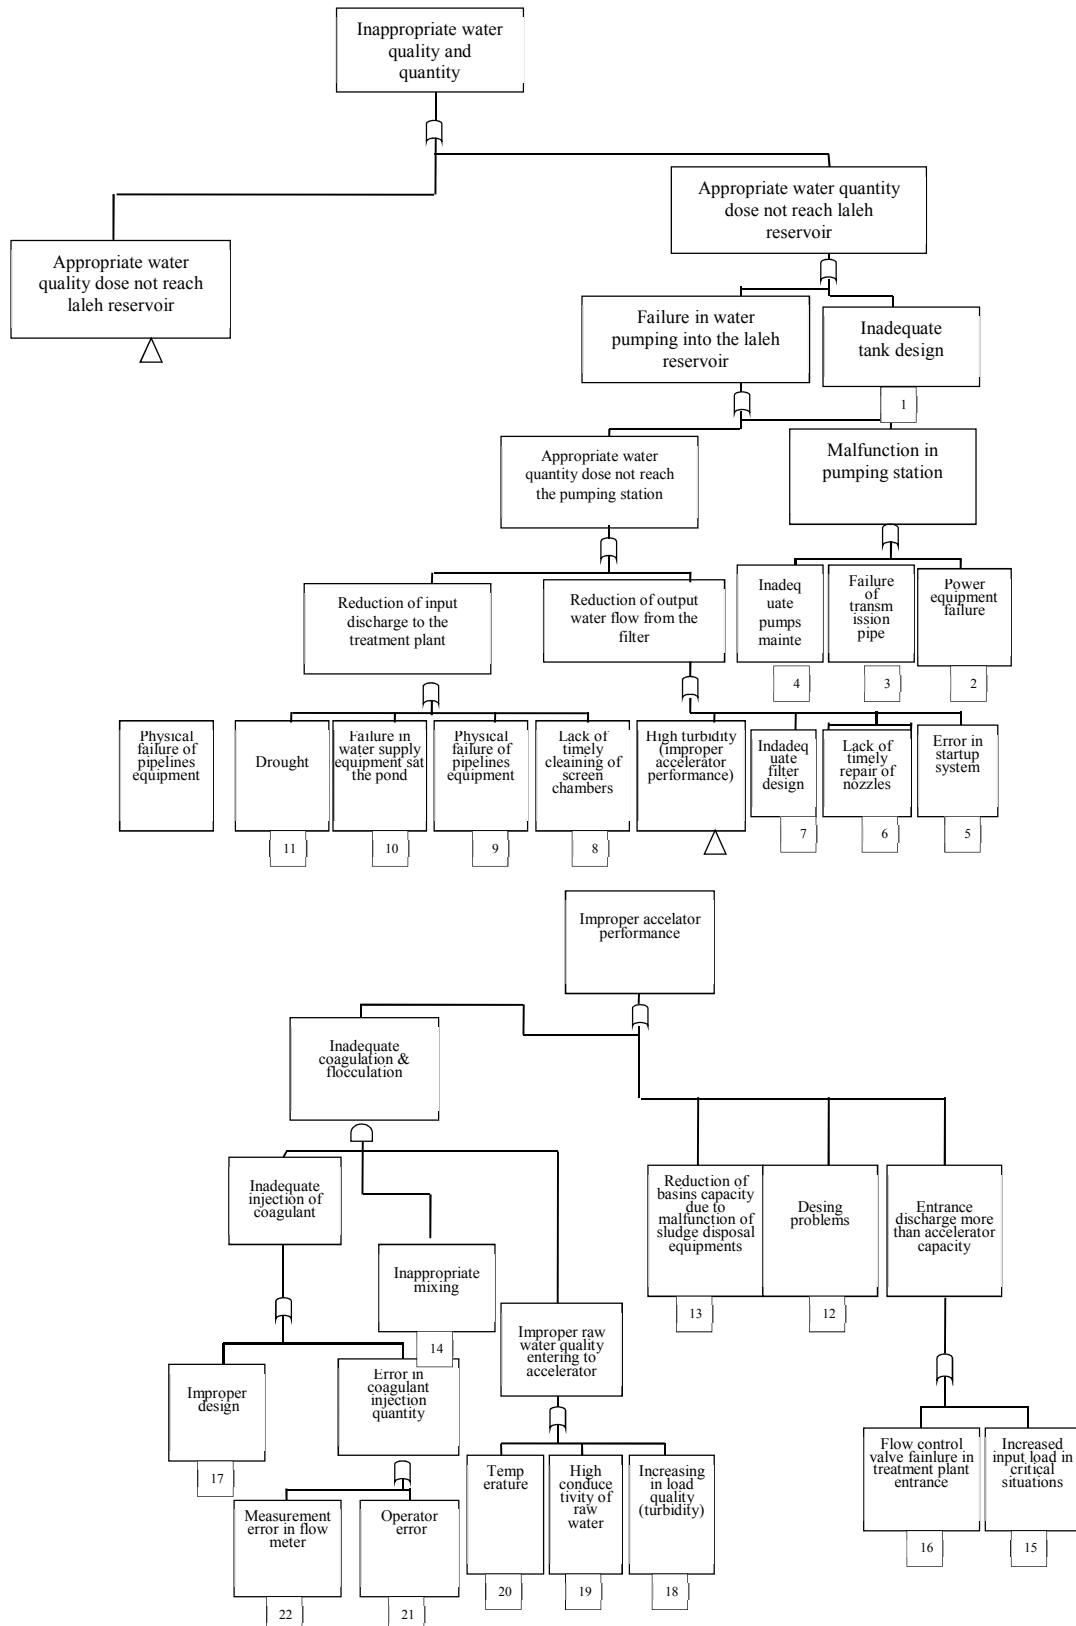 Inappropriate water
quality and
quantity
Appropriate water quantity
dose not reach laleh
reservoir
Appropriate water
quality dose not reach
laleh reservoir
Failure in water
pumping into the laleh
reservoir
Inadequate
tank design
1
Appropriate water
quantity dose not reach
the pumping station
Malfunction in
pumping station
Reduction of input
discharge to the
treatment plant
Reduction of output
water flow from the
filter
Inadeq
uate
pumps
mainte
4
Failure
of
transm
ission
pipe
3
Power
equipment
failure
2
Physical
failure of
pipelines
equipment
Drought
11
Failure in
water supply
equipment sat
the pond
10
Physical
failure of
pipelines
equipment
9
Lack of
timely
cleaining of
screen
chambers
8
High turbidity
(improper
accelerator
performance)
Indadeq
uate
filter
design
7
Lack of
timely
repair of
nozzles
6
Error in
startup
system
5
Improper accelator
performance
Inadequate
coagulation &
flocculation
Inadequate
injection of
coagulant
Inappropriate
mixing
14
Improper raw
water quality
entering to
accelerator
Reduction of
basins capacity
due to
malfunction of
sludge disposal
equipments
13
Desing
problems
12
Entrance
discharge more
than accelerator
capacity
Improper
design
17
Error in
coagulant
injection
quantity
Flow control
valve fainlure in
treatment plant
entrance
16
Increased
input load in
critical
situations
15
Measurement
error in flow
meter
22
Operator
error
21
Temp
erature
20
High
conduc
tivity of
raw
water
19
Increasing
in load
quality
(turbidity)
18